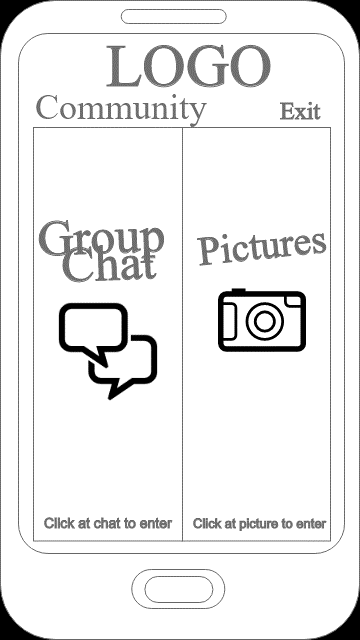 LOGO
Community Exit
Group
Chat
Pictures
Click at chat to enter
Click at picture to enter